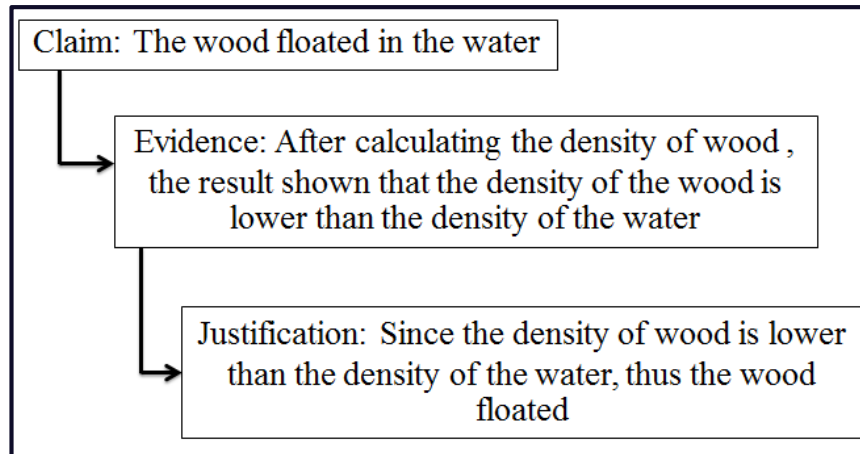 Claim: The wood floated in the water
Evidence: After calculating the density of wood ,
the result shown that the density of the wood is
lower than the density of the water
Justification: Since the density of wood is lower
than the density of the water, thus the wood
floated